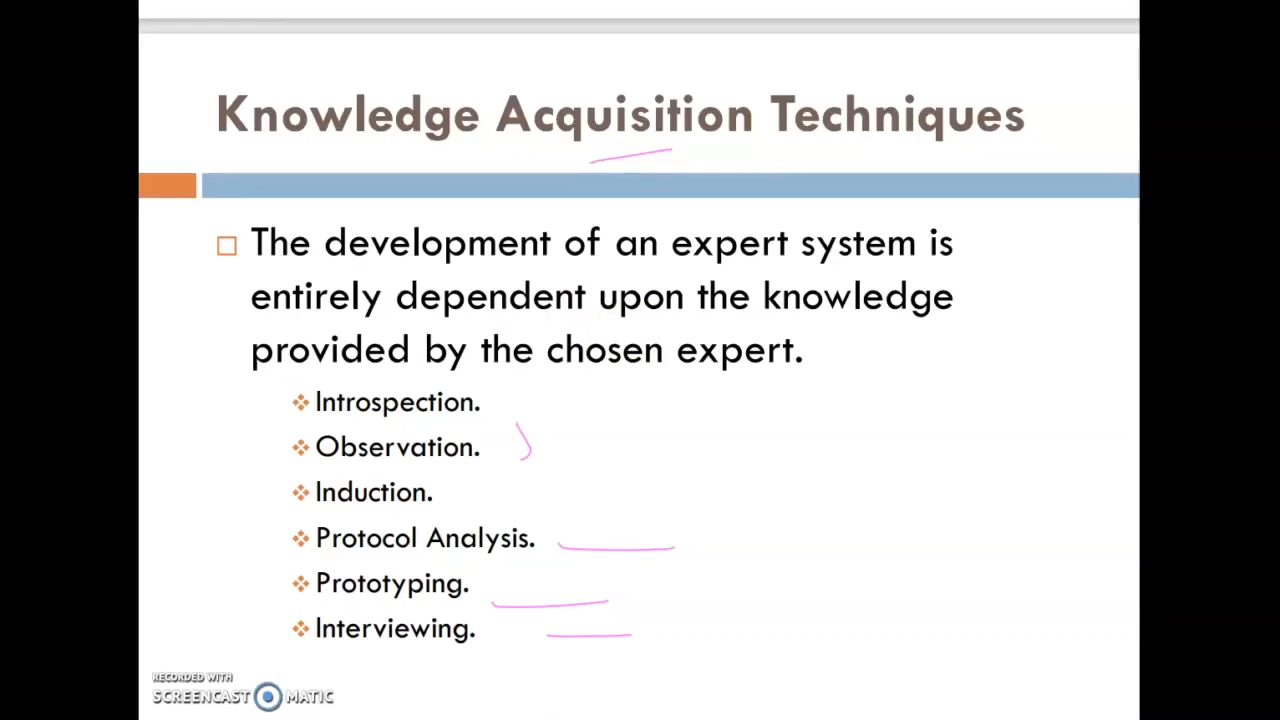 Knowledge Acquisition Techniques
The development of an expert system is
entirely dependent upon the knowledge
provided by the chosen expert.
Introspection.
Observation.
Induction.
Protocol Analysis.
Prototyping.
Interviewing.
RECORDED WITH
SCREENCAST MATIC